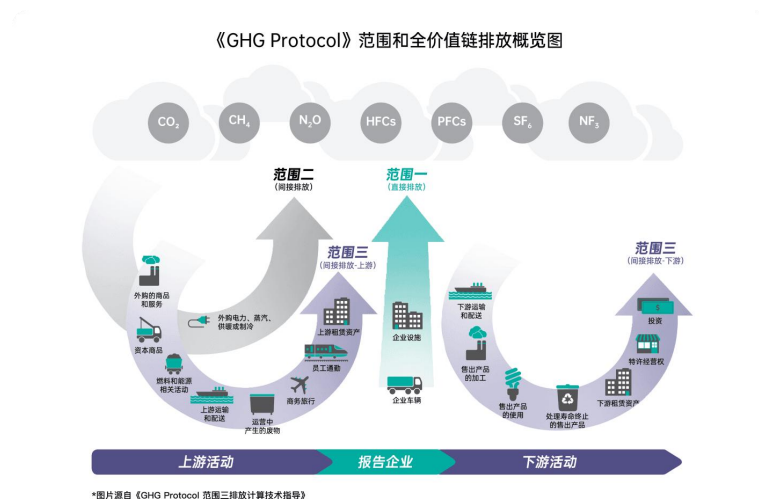 《GHG Protocol》范围和全价值链排放概览图
CO₂
CH₄
N₂O
HFCs
PFCs
SF₆
NF₃
范围二
（间接排放）
范围一
（直接排放）
范围三
（间接排放-上游）
范围三
（间接排放-下游）
外购的商品
和服务
资本商品
燃料和能源
相关活动
上游运输
和配送
运营中
产生的废物
商务旅行
员工通勤
上游租赁资产
外购电力、蒸汽、
供暖或制冷
企业设施
企业车辆
下游运输
和配送
售出产品
的加工
售出产品
的使用
处理寿命终止
的售出产品
下游租赁资产
特许经营权
$
投资
上游活动
报告企业
下游活动
*图片源自《GHG Protocol 范围三排放计算技术指导》